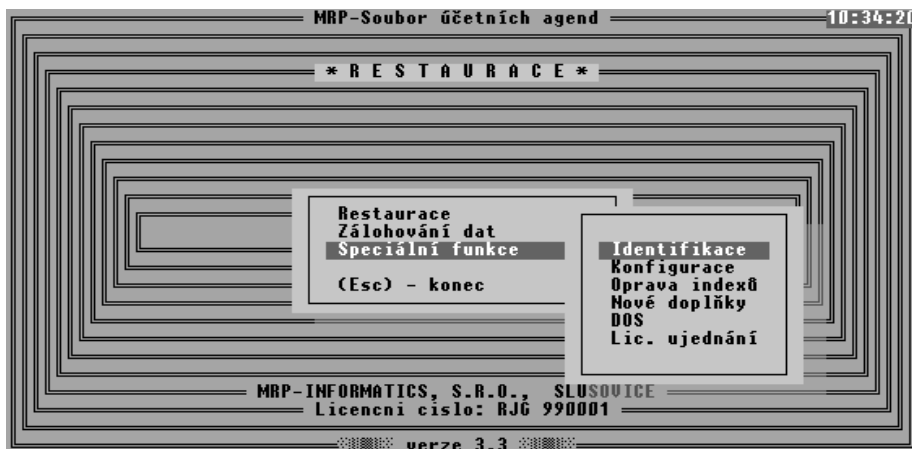 MRP-Soubor účetních agend
10:34:20
* R E S T A U R A C E *
Restaurace
Zálohování dat
Speciální funkce
(Esc) - konec
Identifikace
Konfigurace
Oprava indexů
Nové doplňky
DOS
Lic. ujednání
MRP-INFORMATICS, S.R.O., SLUSOVICE
Licencni cislo: RJG 990001
verze 3.3